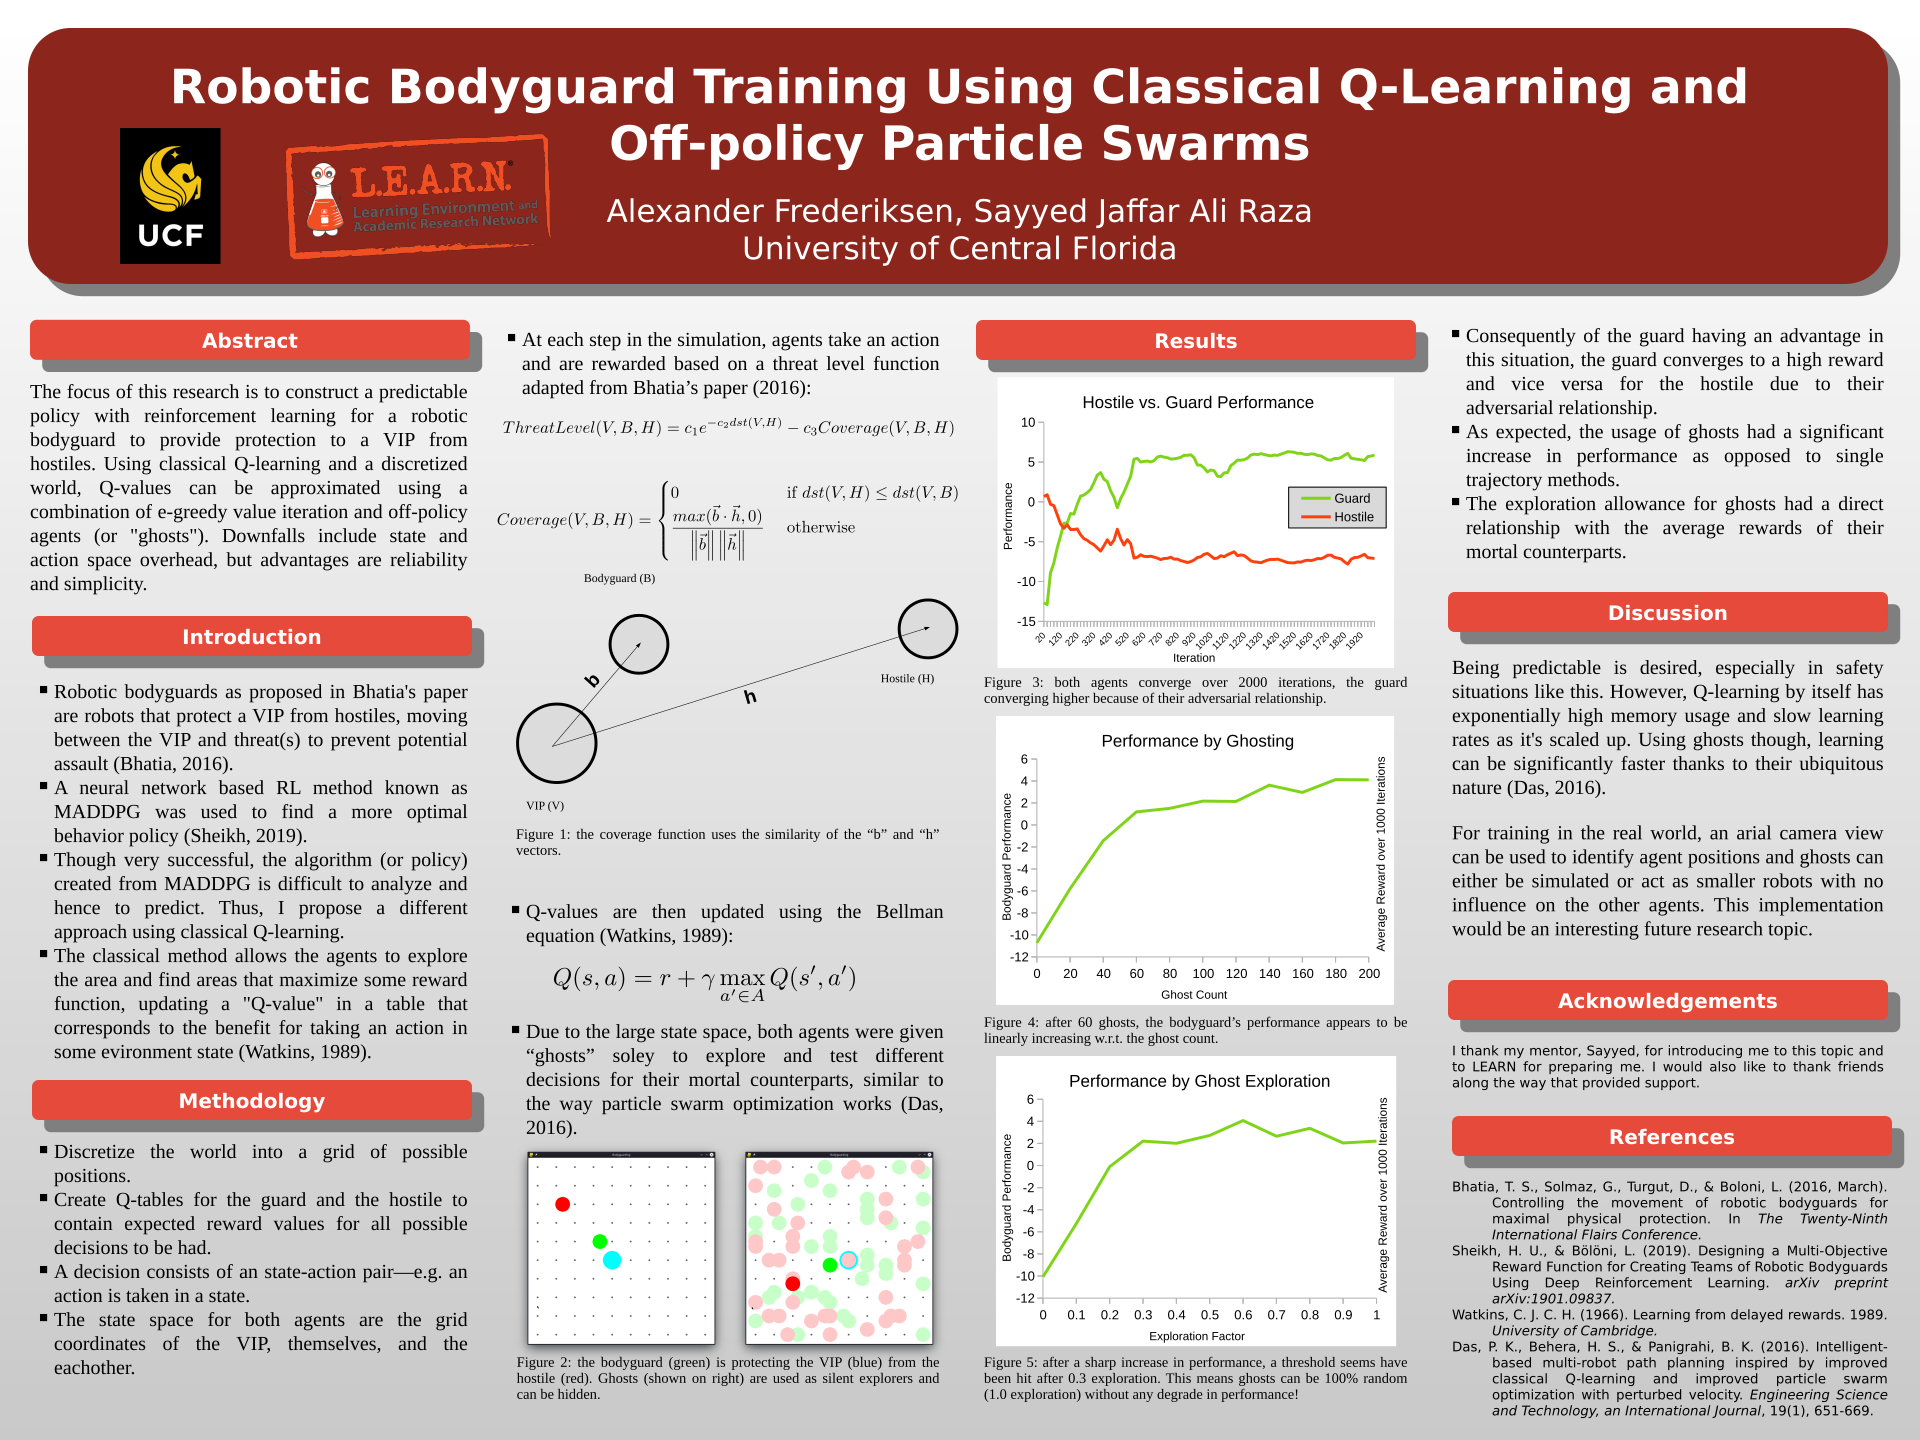 Robotic Bodyguard Training Using Classical Q-Learning and
Off-policy Particle Swarms
UCF
L.E.A.R.N.®
Learning Environment and
Academic Research Network
Alexander Frederiksen, Sayyed Jaffar Ali Raza
University of Central Florida
Abstract
The focus of this research is to construct a predictable
policy with reinforcement learning for a robotic
bodyguard to provide protection to a VIP from
hostiles. Using classical Q-learning and a discretized
world, Q-values can be approximated using a
combination of e-greedy value iteration and off-policy
agents (or "ghosts"). Downfalls include state and
action space overhead, but advantages are reliability
and simplicity.
Introduction
▪ Robotic bodyguards as proposed in Bhatia's paper
are robots that protect a VIP from hostiles, moving
between the VIP and threat(s) to prevent potential
assault (Bhatia, 2016).
▪ A neural network based RL method known as
MADDPG was used to find a more optimal
behavior policy (Sheikh, 2019).
▪ Though very successful, the algorithm (or policy)
created from MADDPG is difficult to analyze and
hence to predict. Thus, I propose a different
approach using classical Q-learning.
▪ The classical method allows the agents to explore
the area and find areas that maximize some reward
function, updating a "Q-value" in a table that
corresponds to the benefit for taking an action in
some evironment state (Watkins, 1989).
Methodology
▪ Discretize the world into a grid of possible
positions.
▪ Create Q-tables for the guard and the hostile to
contain expected reward values for all possible
decisions to be had.
▪ A decision consists of an state-action pair—e.g. an
action is taken in a state.
▪ The state space for both agents are the grid
coordinates of the VIP, themselves, and the
eachother.
▪ At each step in the simulation, agents take an action
and are rewarded based on a threat level function
adapted from Bhatia’s paper (2016):
ThreatLevel(V, B, H) = c₁e^{−c₂dst(V,H)} − c₃Coverage(V, B, H)
Coverage(V, B, H) = { 0 if dst(V, H) ≤ dst(V, B)
max(b⃗ · h⃗, 0) / ‖b⃗‖ ‖h⃗‖ otherwise
Bodyguard (B)
b
h
Hostile (H)
VIP (V)
Figure 1: the coverage function uses the similarity of the “b” and “h”
vectors.
▪ Q-values are then updated using the Bellman
equation (Watkins, 1989):
Q(s, a) = r + γ max_{a′∈A} Q(s′, a′)
▪ Due to the large state space, both agents were given
“ghosts” soley to explore and test different
decisions for their mortal counterparts, similar to
the way particle swarm optimization works (Das,
2016).
Figure 2: the bodyguard (green) is protecting the VIP (blue) from the
hostile (red). Ghosts (shown on right) are used as silent explorers and
can be hidden.
Results
Hostile vs. Guard Performance
Performance
10
5
0
-5
-10
-15
Guard
Hostile
20 120 220 320 420 520 620 720 820 920 1020 1120 1220 1320 1420 1520 1620 1720 1820 1920
Iteration
Figure 3: both agents converge over 2000 iterations, the guard
converging higher because of their adversarial relationship.
Performance by Ghosting
Bodyguard Performance
6
4
2
0
-2
-4
-6
-8
-10
-12
0 20 40 60 80 100 120 140 160 180 200
Ghost Count
Average Reward over 1000 Iterations
Figure 4: after 60 ghosts, the bodyguard’s performance appears to be
linearly increasing w.r.t. the ghost count.
Performance by Ghost Exploration
Bodyguard Performance
6
4
2
0
-2
-4
-6
-8
-10
-12
0 0.1 0.2 0.3 0.4 0.5 0.6 0.7 0.8 0.9 1
Exploration Factor
Average Reward over 1000 Iterations
Figure 5: after a sharp increase in performance, a threshold seems have
been hit after 0.3 exploration. This means ghosts can be 100% random
(1.0 exploration) without any degrade in performance!
▪ Consequently of the guard having an advantage in
this situation, the guard converges to a high reward
and vice versa for the hostile due to their
adversarial relationship.
▪ As expected, the usage of ghosts had a significant
increase in performance as opposed to single
trajectory methods.
▪ The exploration allowance for ghosts had a direct
relationship with the average rewards of their
mortal counterparts.
Discussion
Being predictable is desired, especially in safety
situations like this. However, Q-learning by itself has
exponentially high memory usage and slow learning
rates as it's scaled up. Using ghosts though, learning
can be significantly faster thanks to their ubiquitous
nature (Das, 2016).
For training in the real world, an arial camera view
can be used to identify agent positions and ghosts can
either be simulated or act as smaller robots with no
influence on the other agents. This implementation
would be an interesting future research topic.
Acknowledgements
I thank my mentor, Sayyed, for introducing me to this topic and
to LEARN for preparing me. I would also like to thank friends
along the way that provided support.
References
Bhatia, T. S., Solmaz, G., Turgut, D., & Boloni, L. (2016, March).
Controlling the movement of robotic bodyguards for
maximal physical protection. In The Twenty-Ninth
International Flairs Conference.
Sheikh, H. U., & Bölöni, L. (2019). Designing a Multi-Objective
Reward Function for Creating Teams of Robotic Bodyguards
Using Deep Reinforcement Learning. arXiv preprint
arXiv:1901.09837.
Watkins, C. J. C. H. (1966). Learning from delayed rewards. 1989.
University of Cambridge.
Das, P. K., Behera, H. S., & Panigrahi, B. K. (2016). Intelligent-
based multi-robot path planning inspired by improved
classical Q-learning and improved particle swarm
optimization with perturbed velocity. Engineering Science
and Technology, an International Journal, 19(1), 651-669.